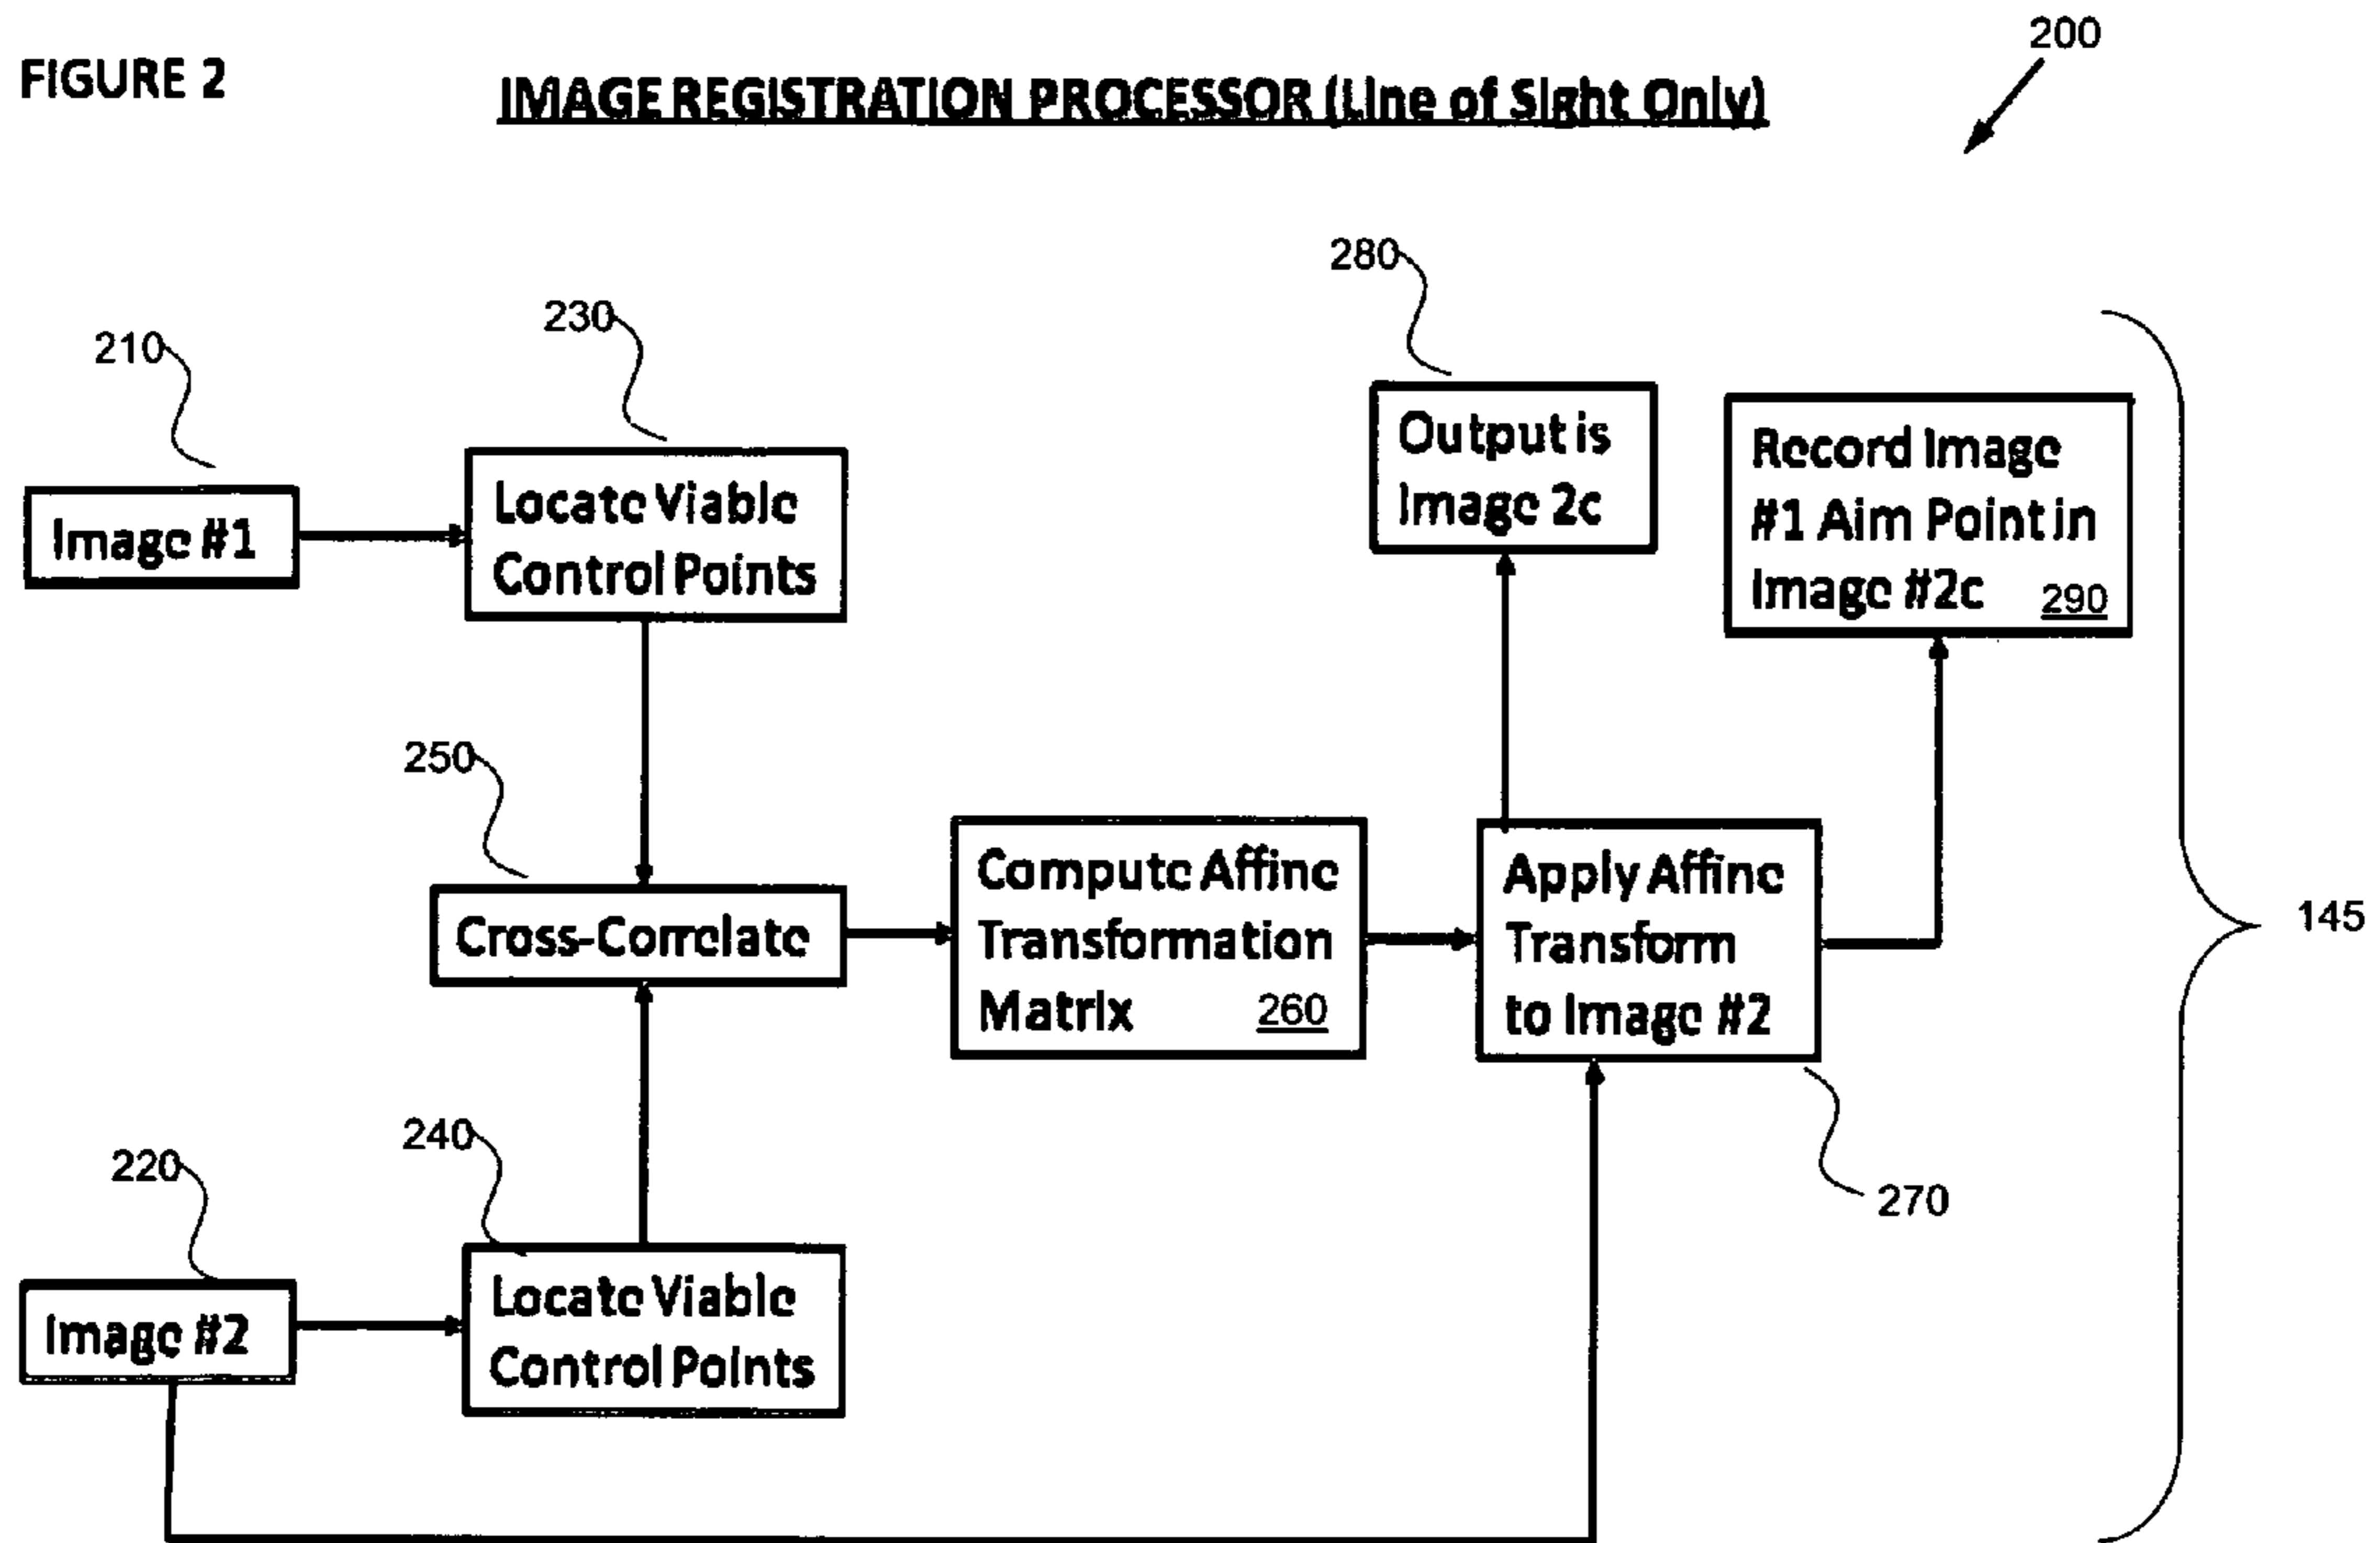 200
FIGURE 2
IMAGE REGISTRATION PROCESSOR (Line of Sight Only)
280
230
210
Output is
Image 2c
Record Image
#1 Aim Point in
Image #2c 290
Locate Viable
Control Points
Image #1
250
Compute Affine
Transformation
Matrix 260
Apply Affine
Transform
to Image #2
145
Cross-Correlate
240
220
270
Locate Viable
Control Points
Image #2